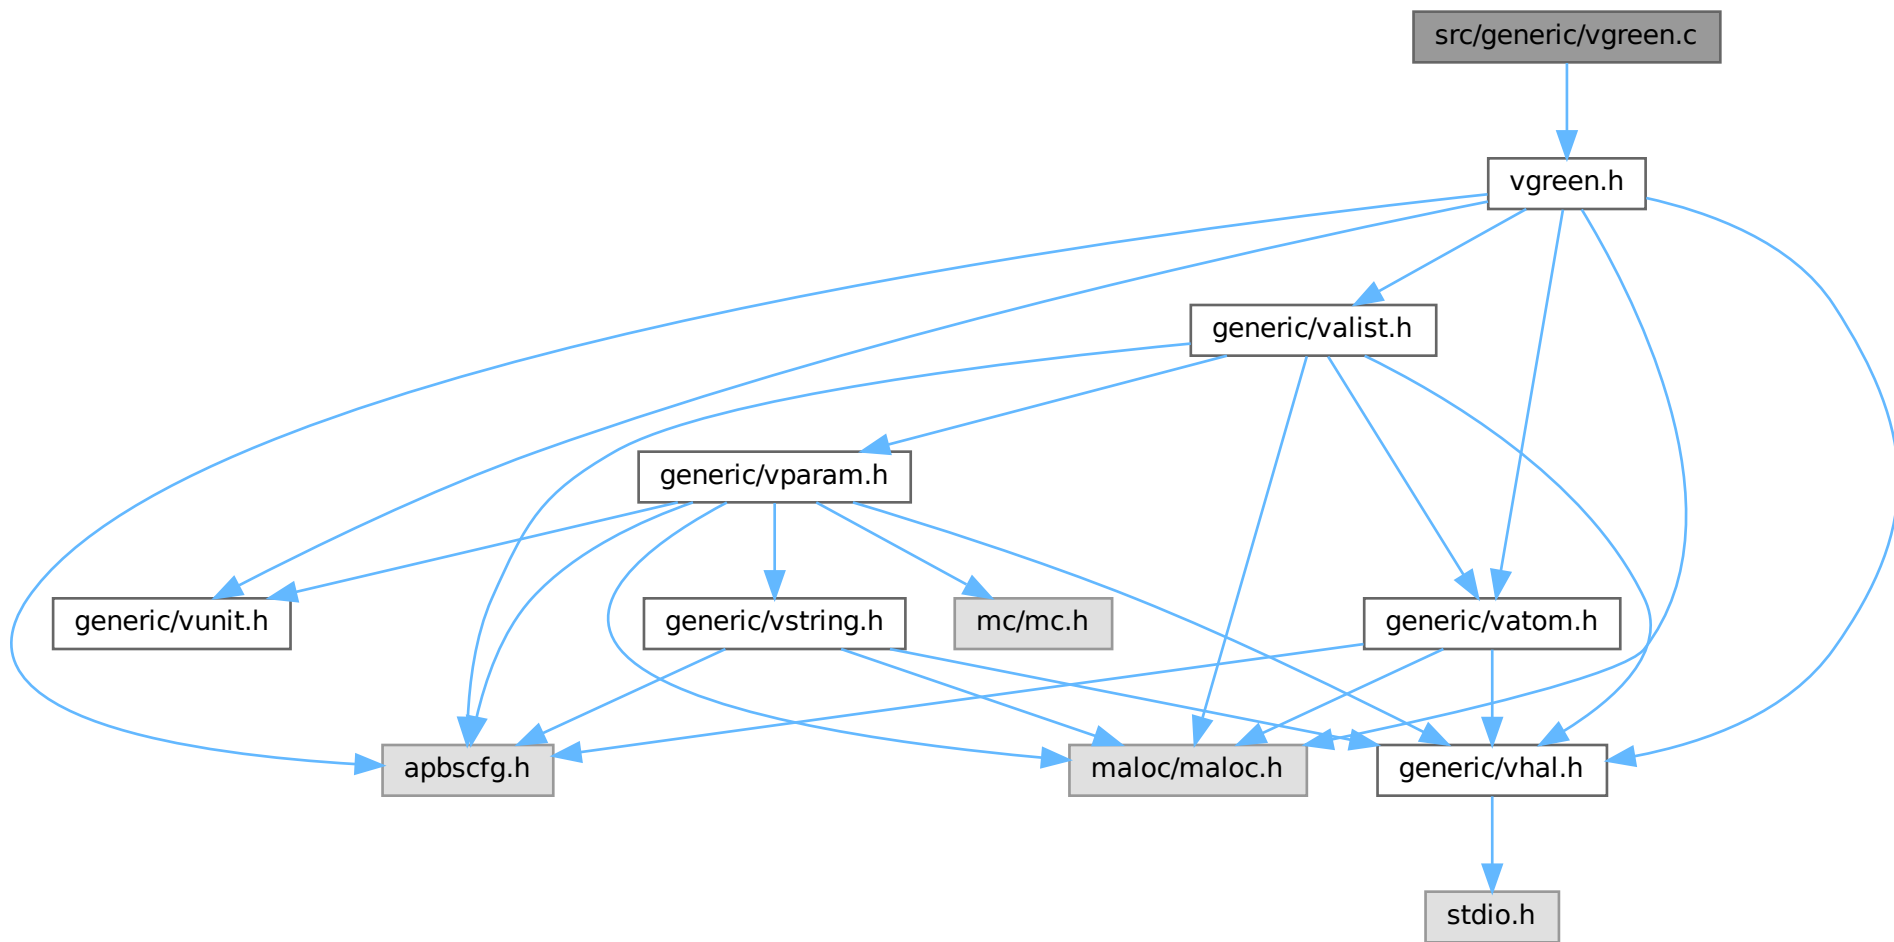 src/generic/vgreen.c
vgreen.h
generic/valist.h
generic/vparam.h
generic/vunit.h
generic/vstring.h
mc/mc.h
generic/vatom.h
apbscfg.h
maloc/maloc.h
generic/vhal.h
stdio.h